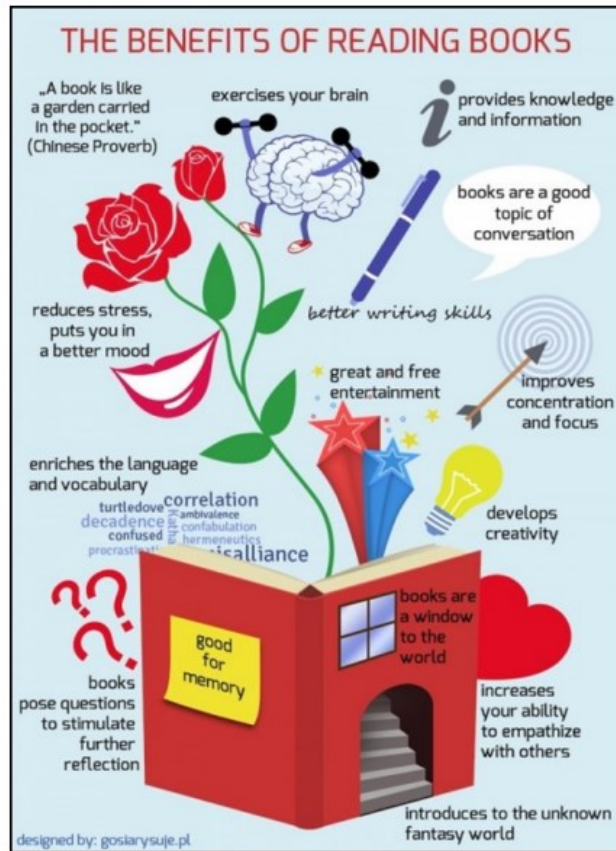 THE BENEFITS OF READING BOOKS
„A book is like
a garden carried
in the pocket.”
(Chinese Proverb)
exercises your brain
provides knowledge
and information
books are a good
topic of
conversation
reduces stress,
puts you in
a better mood
better writing skills
great and free
entertainment
improves
concentration
and focus
enriches the language
and vocabulary
turtledove
correlation
ambivalence
decadence
confabulation
confused
hermeneutics
develops
creativity
books are
a window
to the
world
good
for
memory
books
pose questions
to stimulate
further
reflection
increases
your ability
to empathize
with others
introduces to the unknown
fantasy world
designed by: gosiarysuje.pl